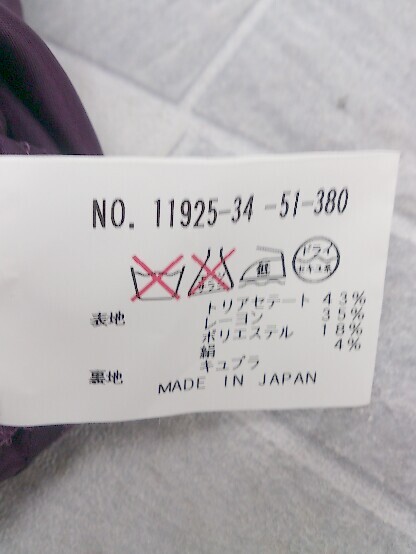 NO. 11925-34-51-380
低 ドライ
セキユ系
表地 トリアセテート 43%
レーヨン 35%
ポリエステル 18%
絹 4%
裏地 キュプラ
MADE IN JAPAN